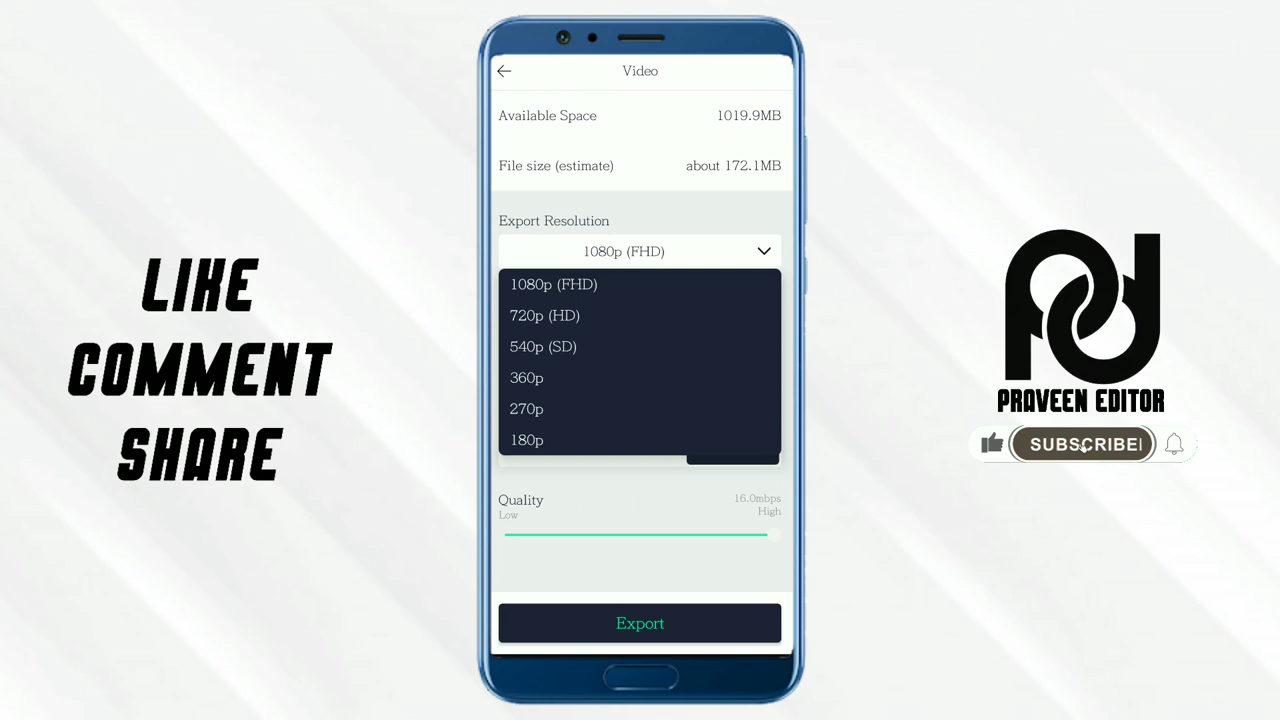 LIKE
COMMENT
SHARE
Video
Available Space 1019.9MB
File size (estimate) about 172.1MB
Export Resolution
1080p (FHD)
1080p (FHD)
720p (HD)
540p (SD)
360p
270p
180p
Quality 16.0mbps
Low High
Export
pd
PRAVEEN EDITOR
SUBSCRIBE